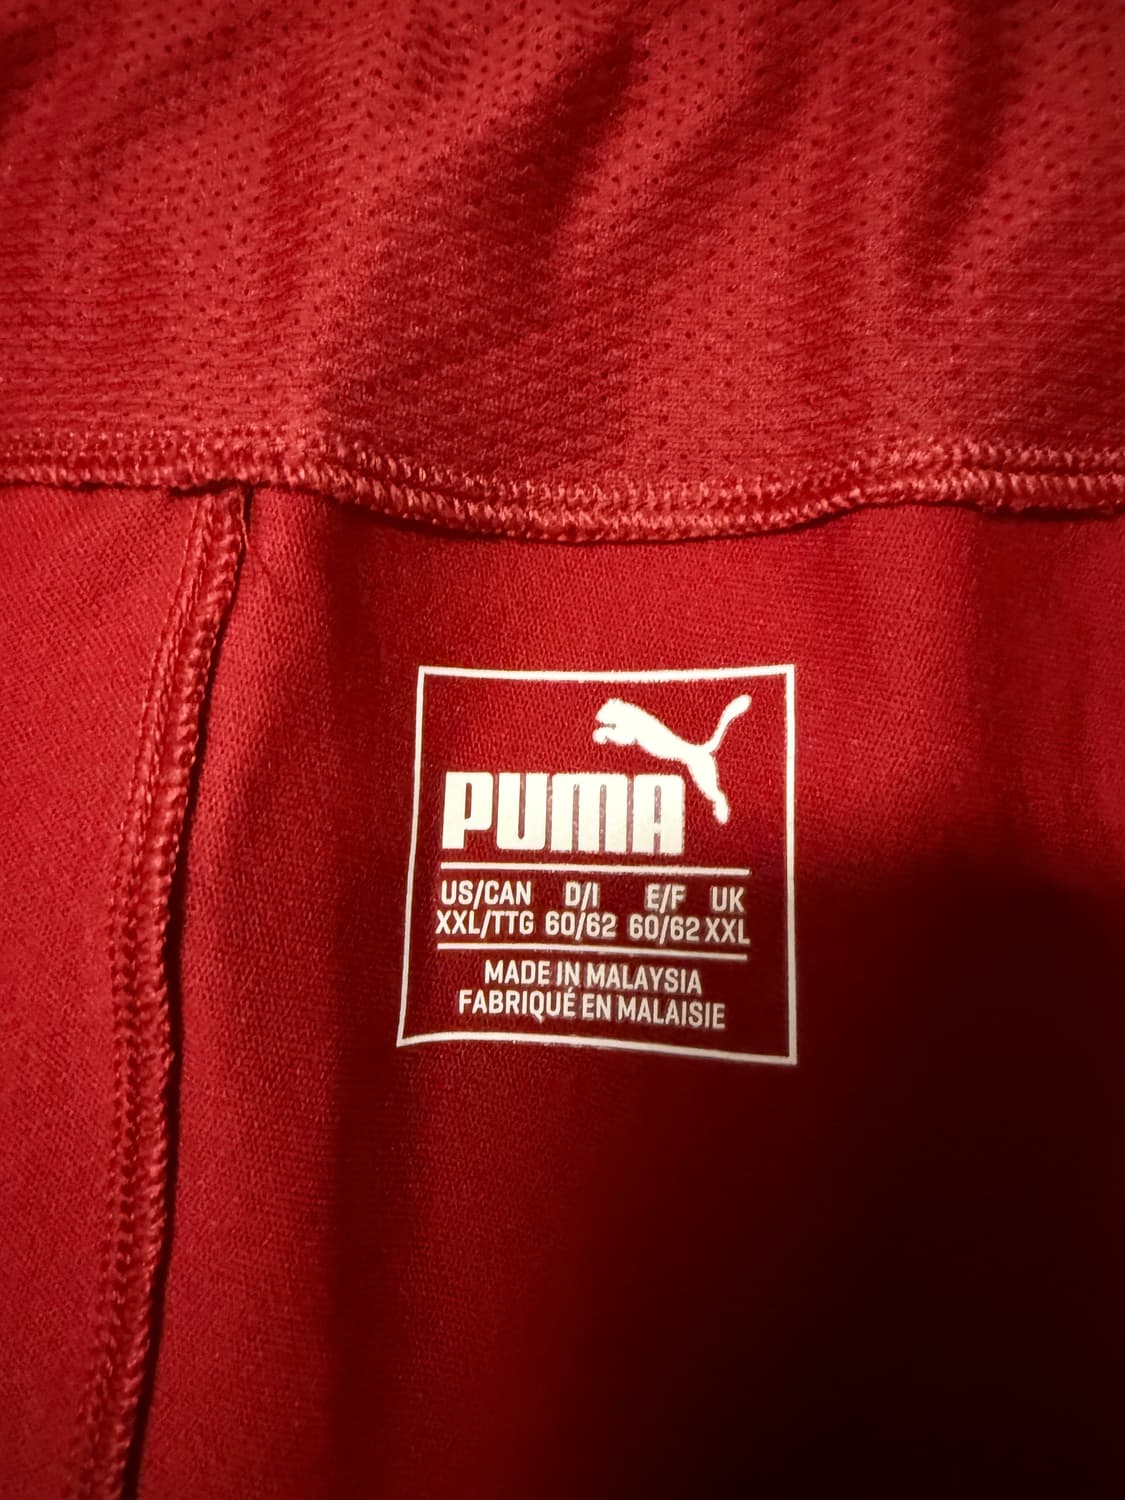 PUMA
US/CAN D/I E/F UK
XXL/TTG 60/62 60/62 XXL
MADE IN MALAYSIA
FABRIQUÉ EN MALAISIE